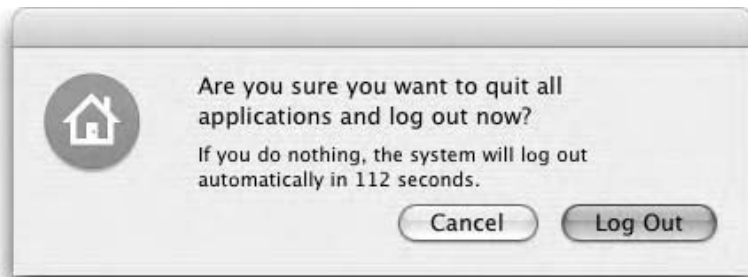 Are you sure you want to quit all
applications and log out now?
If you do nothing, the system will log out
automatically in 112 seconds.
Cancel Log Out